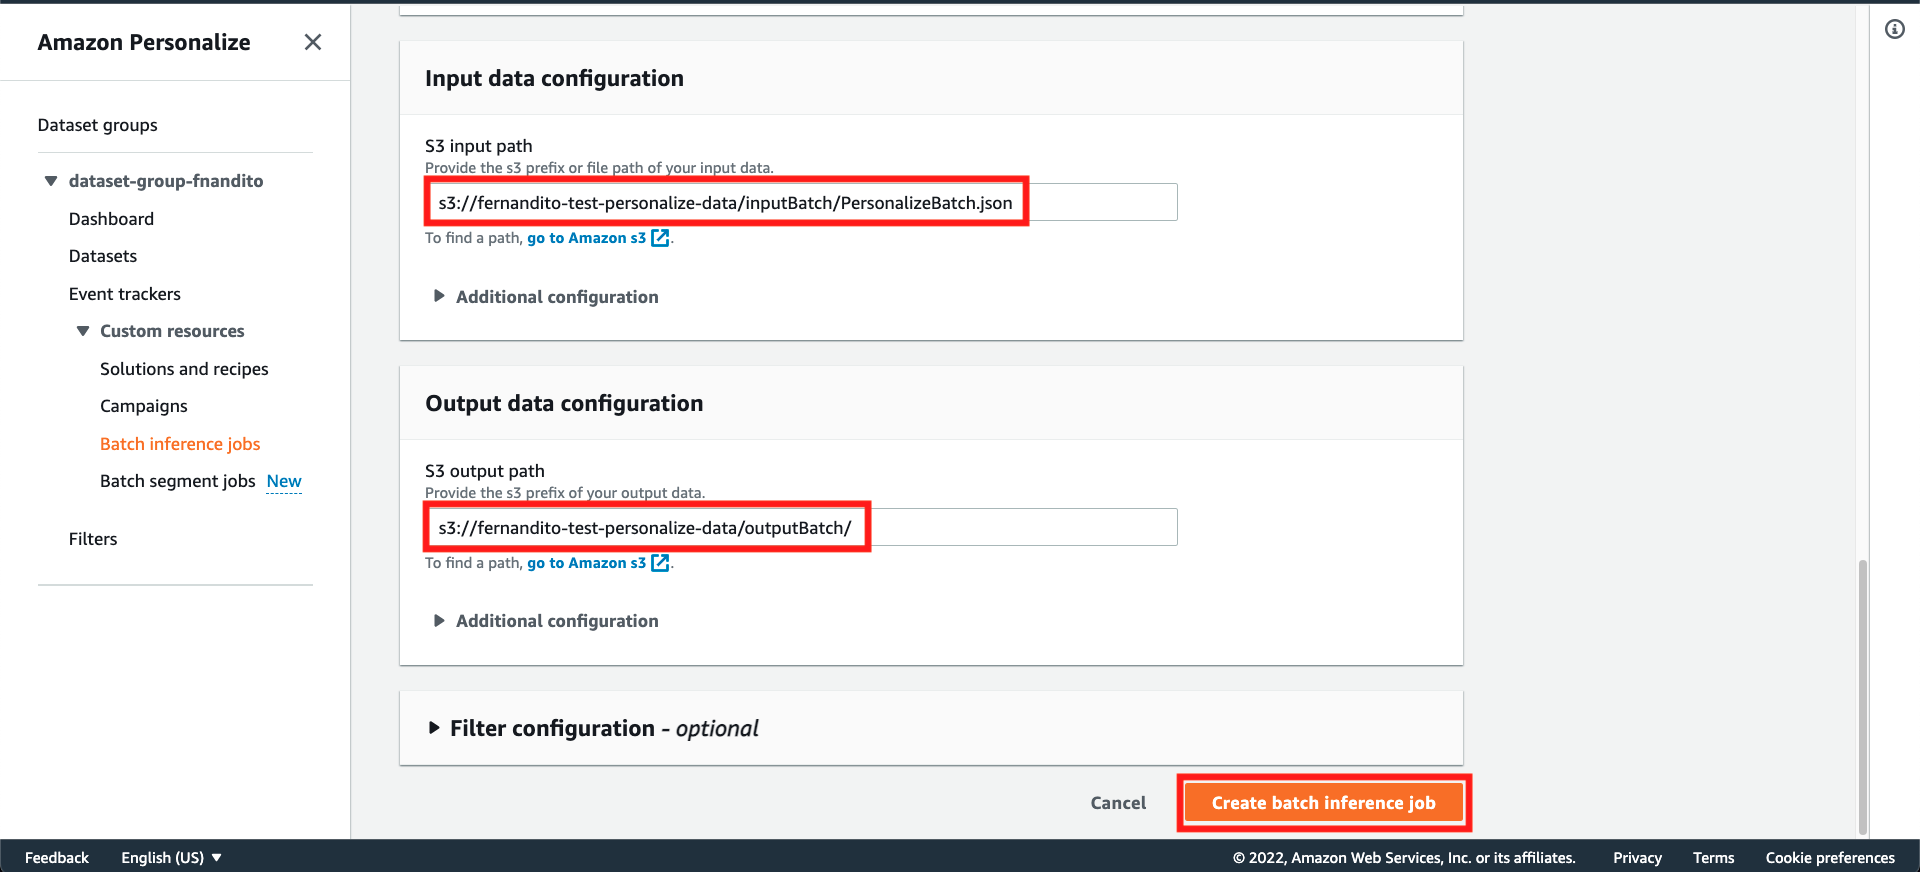 Amazon Personalize
Dataset groups
dataset-group-fnandito
Dashboard
Datasets
Event trackers
Custom resources
Solutions and recipes
Campaigns
Batch inference jobs
Batch segment jobs New
Filters
Input data configuration
S3 input path
Provide the s3 prefix or file path of your input data.
s3://fernandito-test-personalize-data/inputBatch/PersonalizeBatch.json
To find a path, go to Amazon s3.
Additional configuration
Output data configuration
S3 output path
Provide the s3 prefix of your output data.
s3://fernandito-test-personalize-data/outputBatch/
To find a path, go to Amazon s3.
Additional configuration
Filter configuration - optional
Cancel Create batch inference job
Feedback English (US) © 2022, Amazon Web Services, Inc. or its affiliates. Privacy Terms Cookie preferences